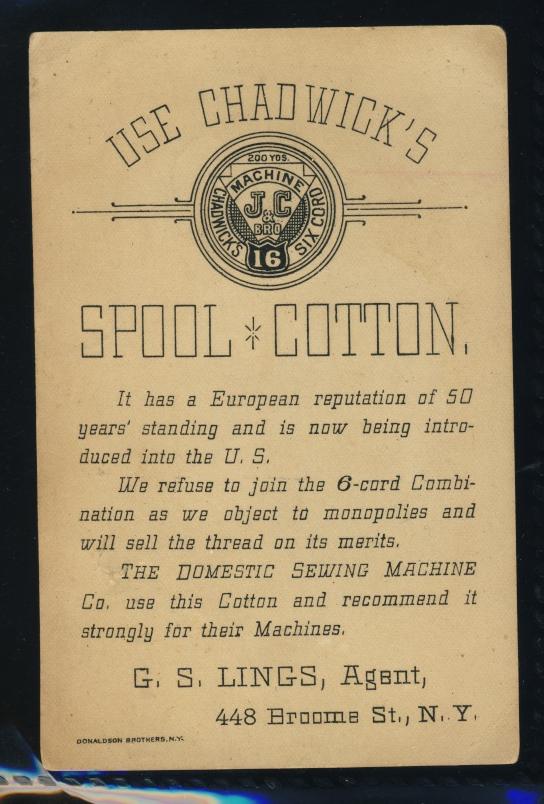 USE CHADWICK'S
200 YDS.
MACHINE
CHADWICK'S
J. & C
BRO
SIX CORD
16
SPOOL * COTTON.
It has a European reputation of 50
years' standing and is now being intro-
duced into the U. S.
We refuse to join the 6-cord Combi-
nation as we object to monopolies and
will sell the thread on its merits.
THE DOMESTIC SEWING MACHINE
Co. use this Cotton and recommend it
strongly for their Machines.
G. S. LINGS, Agent,
448 Broome St., N. Y.
DONALDSON BROTHERS, N.Y.